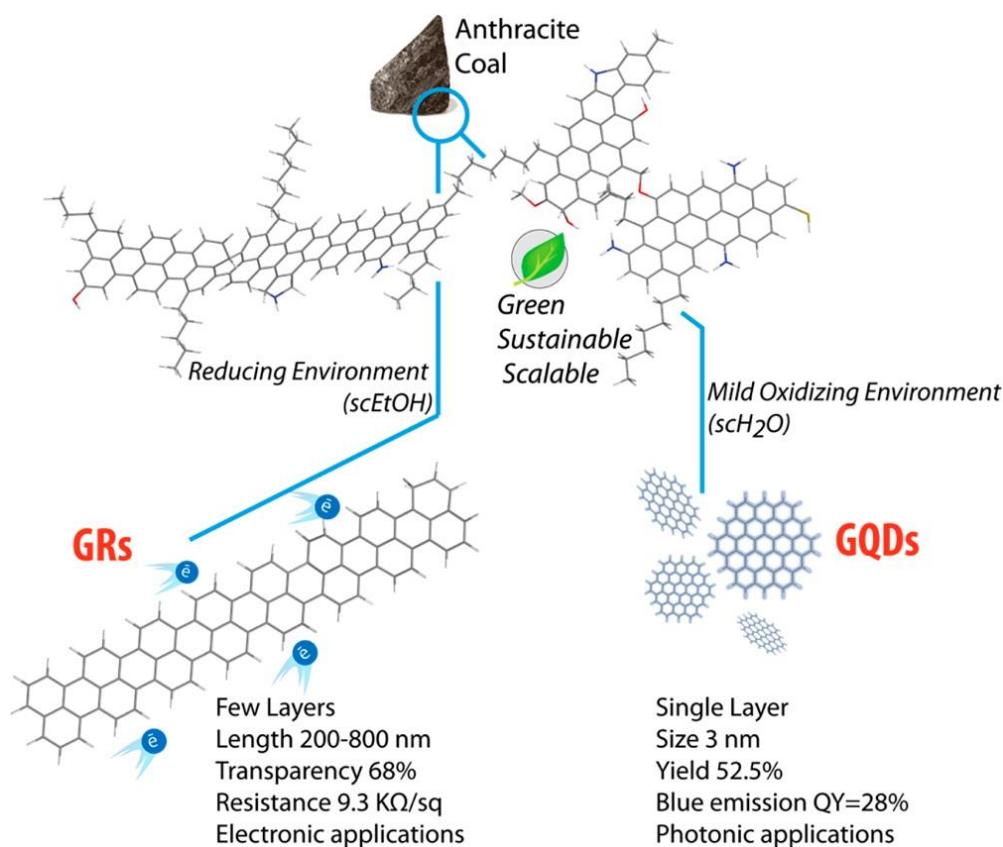 Anthracite
Coal
Green
Sustainable
Scalable
Reducing Environment
(scEtOH)
Mild Oxidizing Environment
(scH₂O)
GRs
ē
ē
ē
ē
GQDs
Few Layers
Length 200-800 nm
Transparency 68%
Resistance 9.3 KΩ/sq
Electronic applications
Single Layer
Size 3 nm
Yield 52.5%
Blue emission QY=28%
Photonic applications